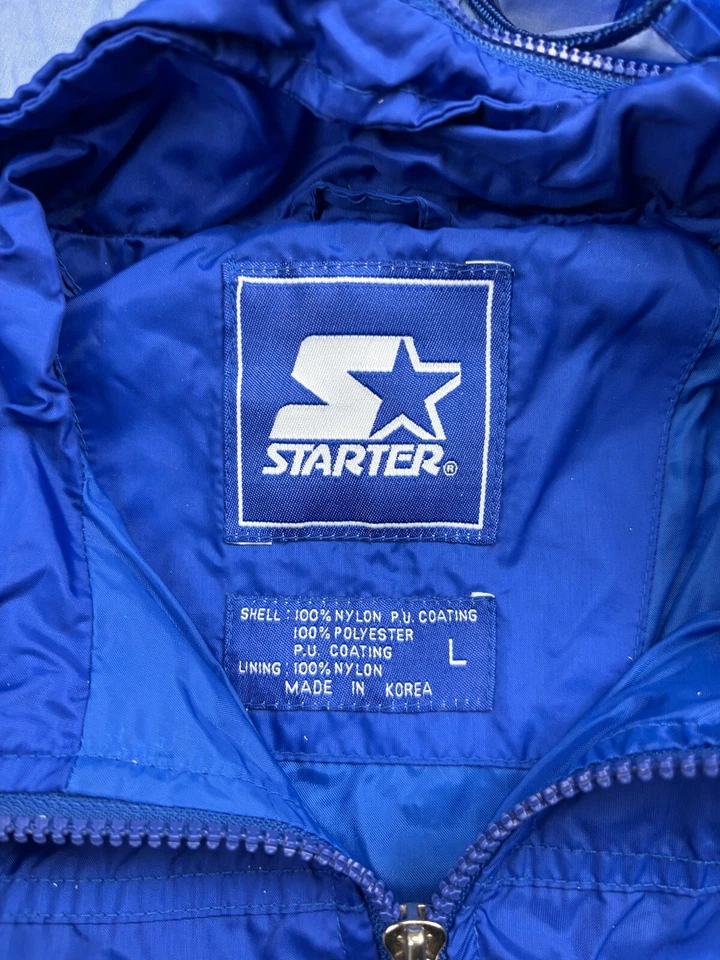 STARTER®
SHELL : 100% NYLON P.U. COATING
100% POLYESTER
P.U. COATING
L
LINING : 100% NYLON
MADE IN KOREA